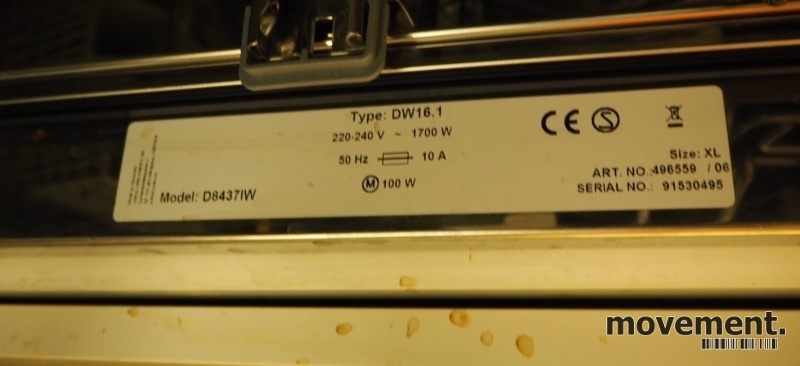 Type: DW16.1
220-240 V ~ 1700 W
50 Hz 10 A
M 100 W
Model: D8437IW
CE S
Size: XL
ART. NO.: 496559 / 06
SERIAL NO.: 91530495
movement.